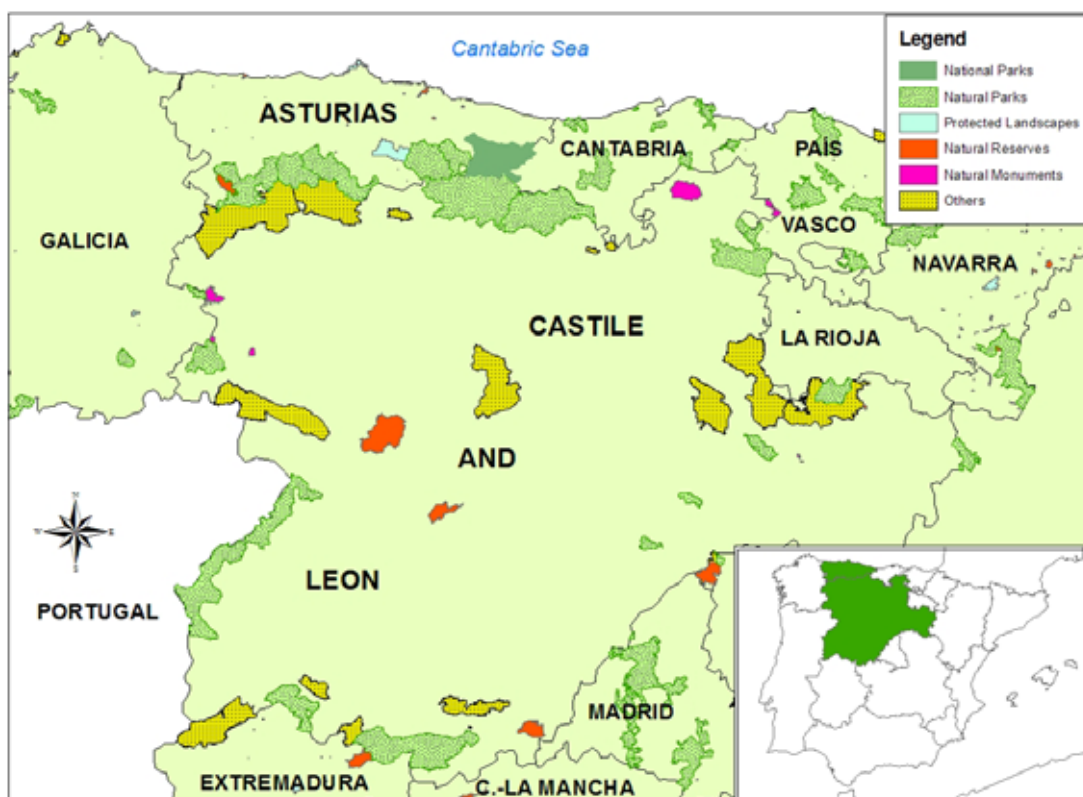 Cantabric Sea
Legend
National Parks
Natural Parks
Protected Landscapes
Natural Reserves
Natural Monuments
Others
ASTURIAS
CANTABRIA
PAÍS
VASCO
GALICIA
NAVARRA
CASTILE
LA RIOJA
AND
LEON
PORTUGAL
MADRID
EXTREMADURA
C.-LA MANCHA
N
W
E
S